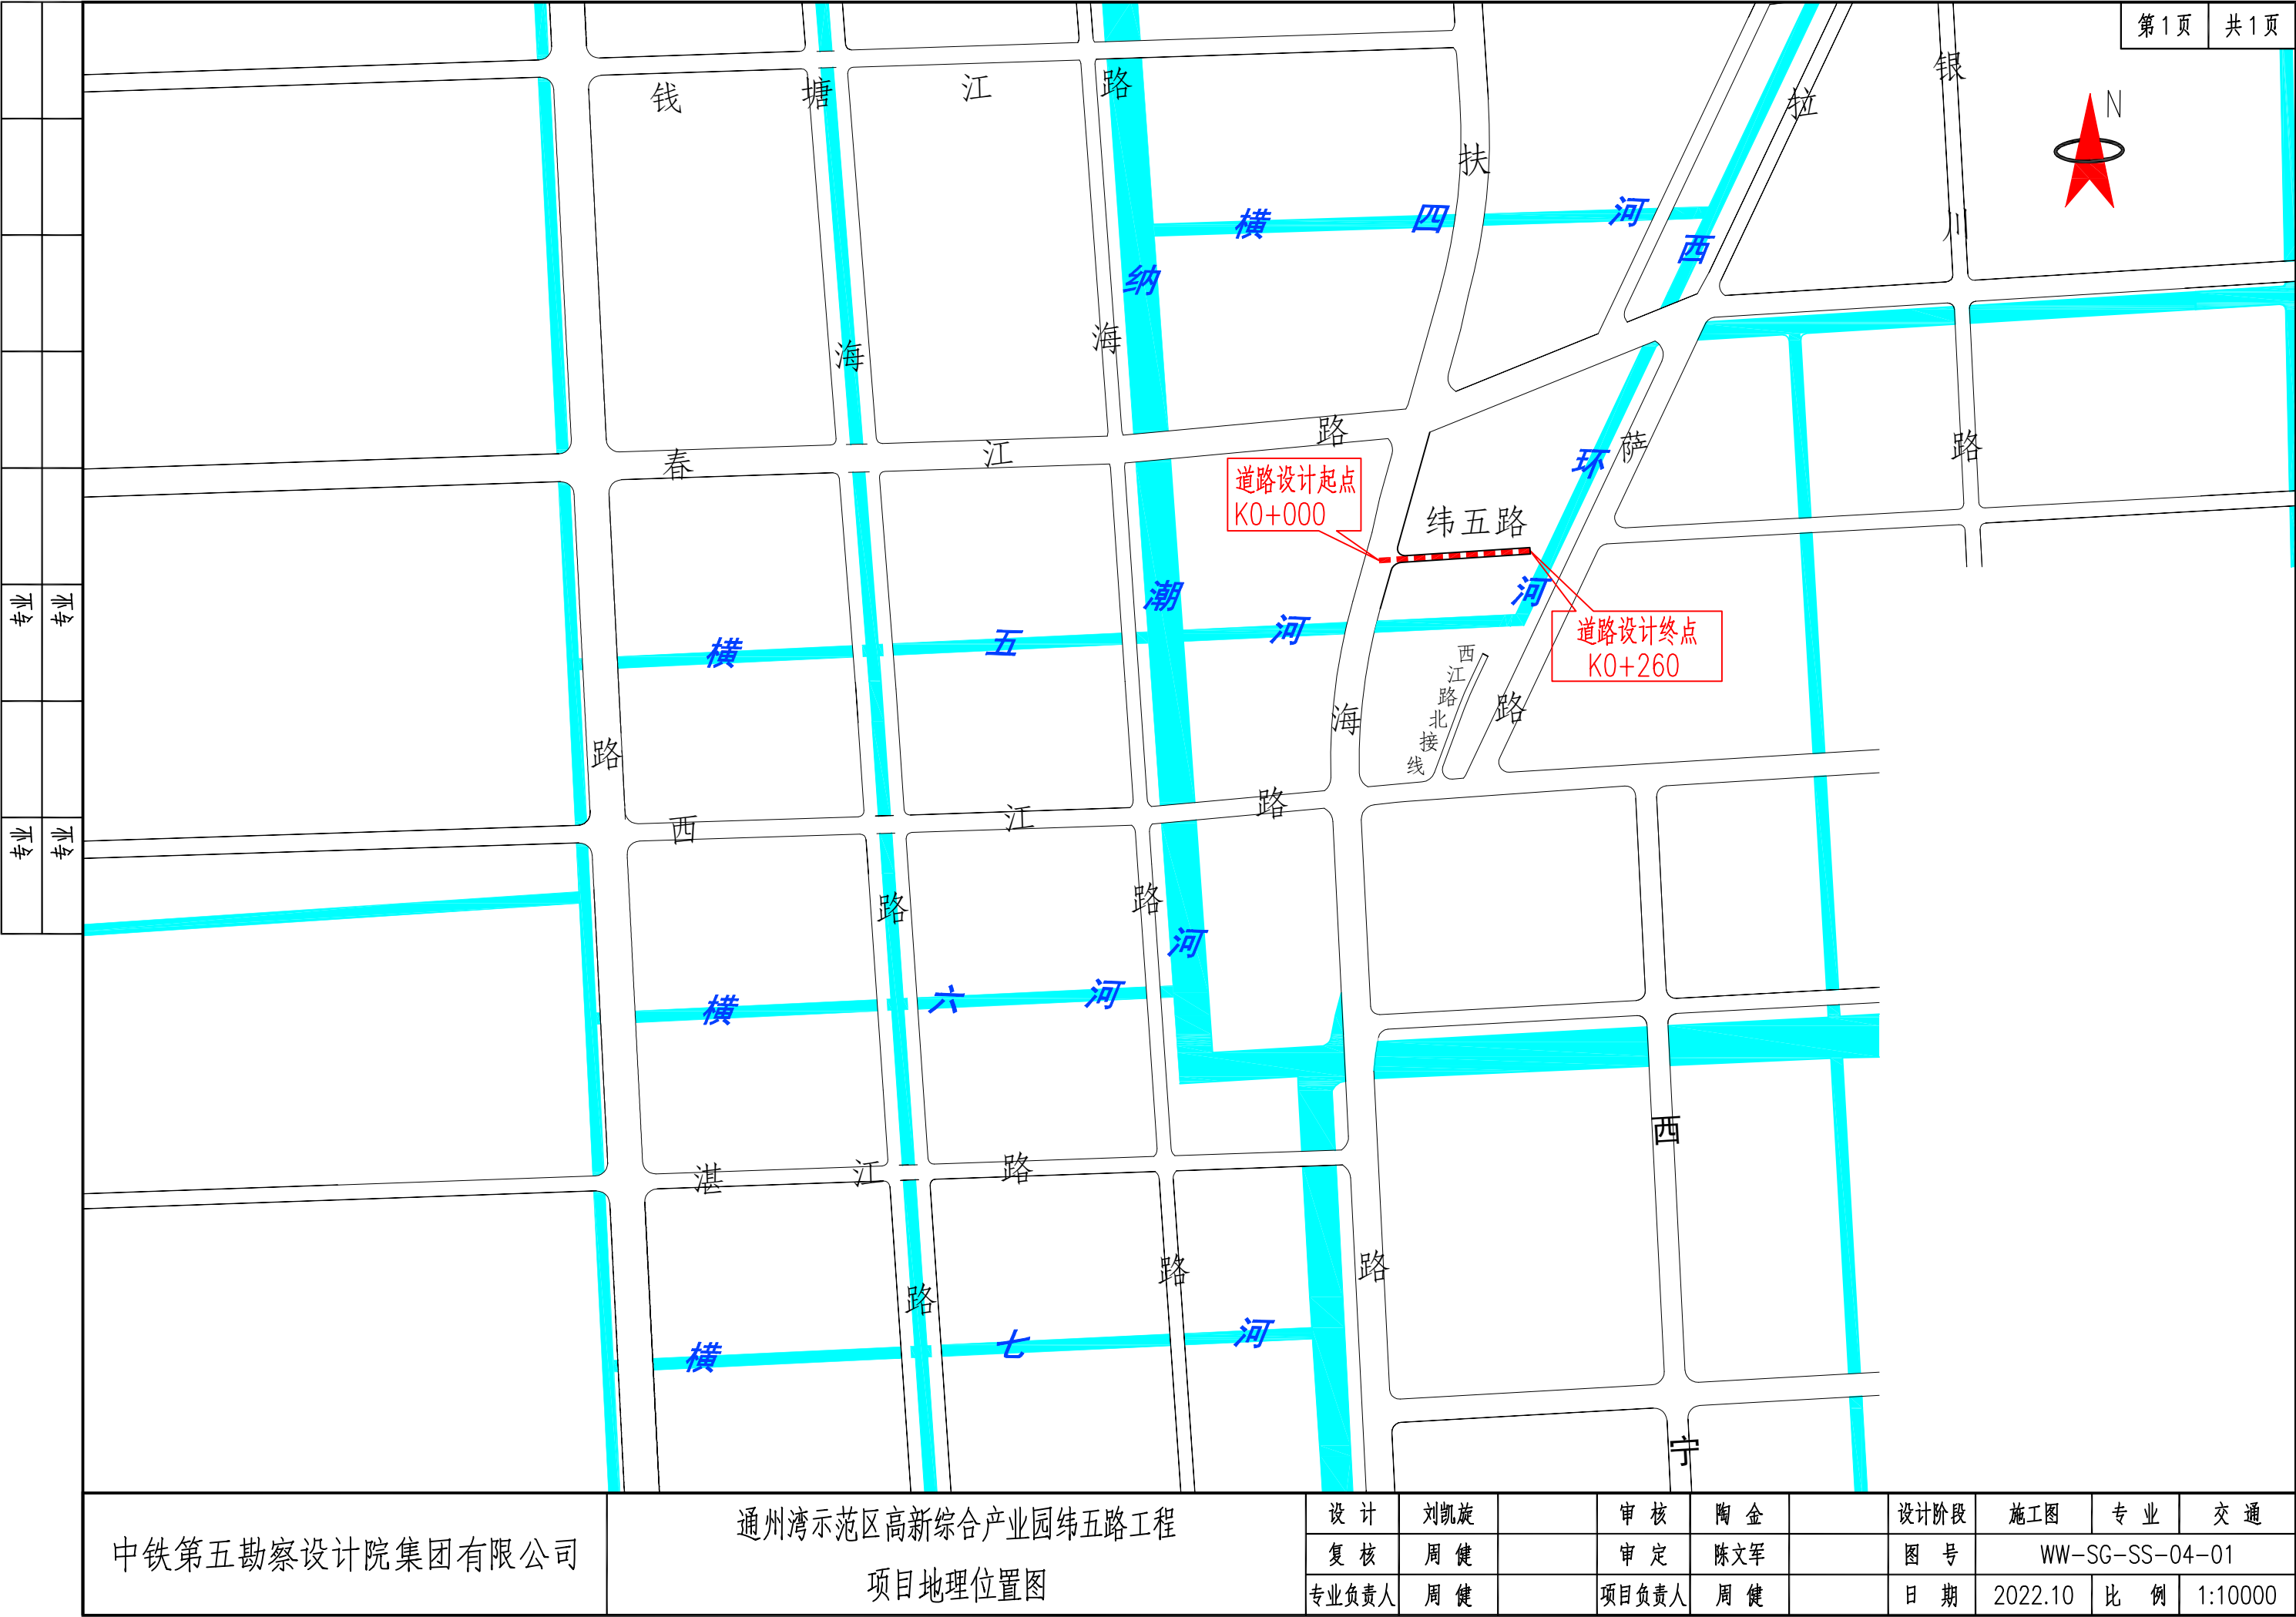 第 1 页 共 1 页
N
钱 塘 江 路
拉
银
扶
横 四 河
西
川
纳
海
海
春 江 路
萨
路
环
道路设计起点
K0+000
纬五路
潮
河
横 五 河
道路设计终点
K0+260
西江路北接线
海
路
路
西 江 路
路
路
河
横 六 河
西
湛 江 路
路
路
路
横 七 河
宁
专业
专业
专业
专业
中铁第五勘察设计院集团有限公司
通州湾示范区高新综合产业园纬五路工程
项目地理位置图
设 计 刘凯旋 审 核 陶 金 设计阶段 施工图 专 业 交 通
复 核 周 健 审 定 陈文军 图 号 WW-SG-SS-04-01
专业负责人 周 健 项目负责人 周 健 日 期 2022.10 比 例 1:10000